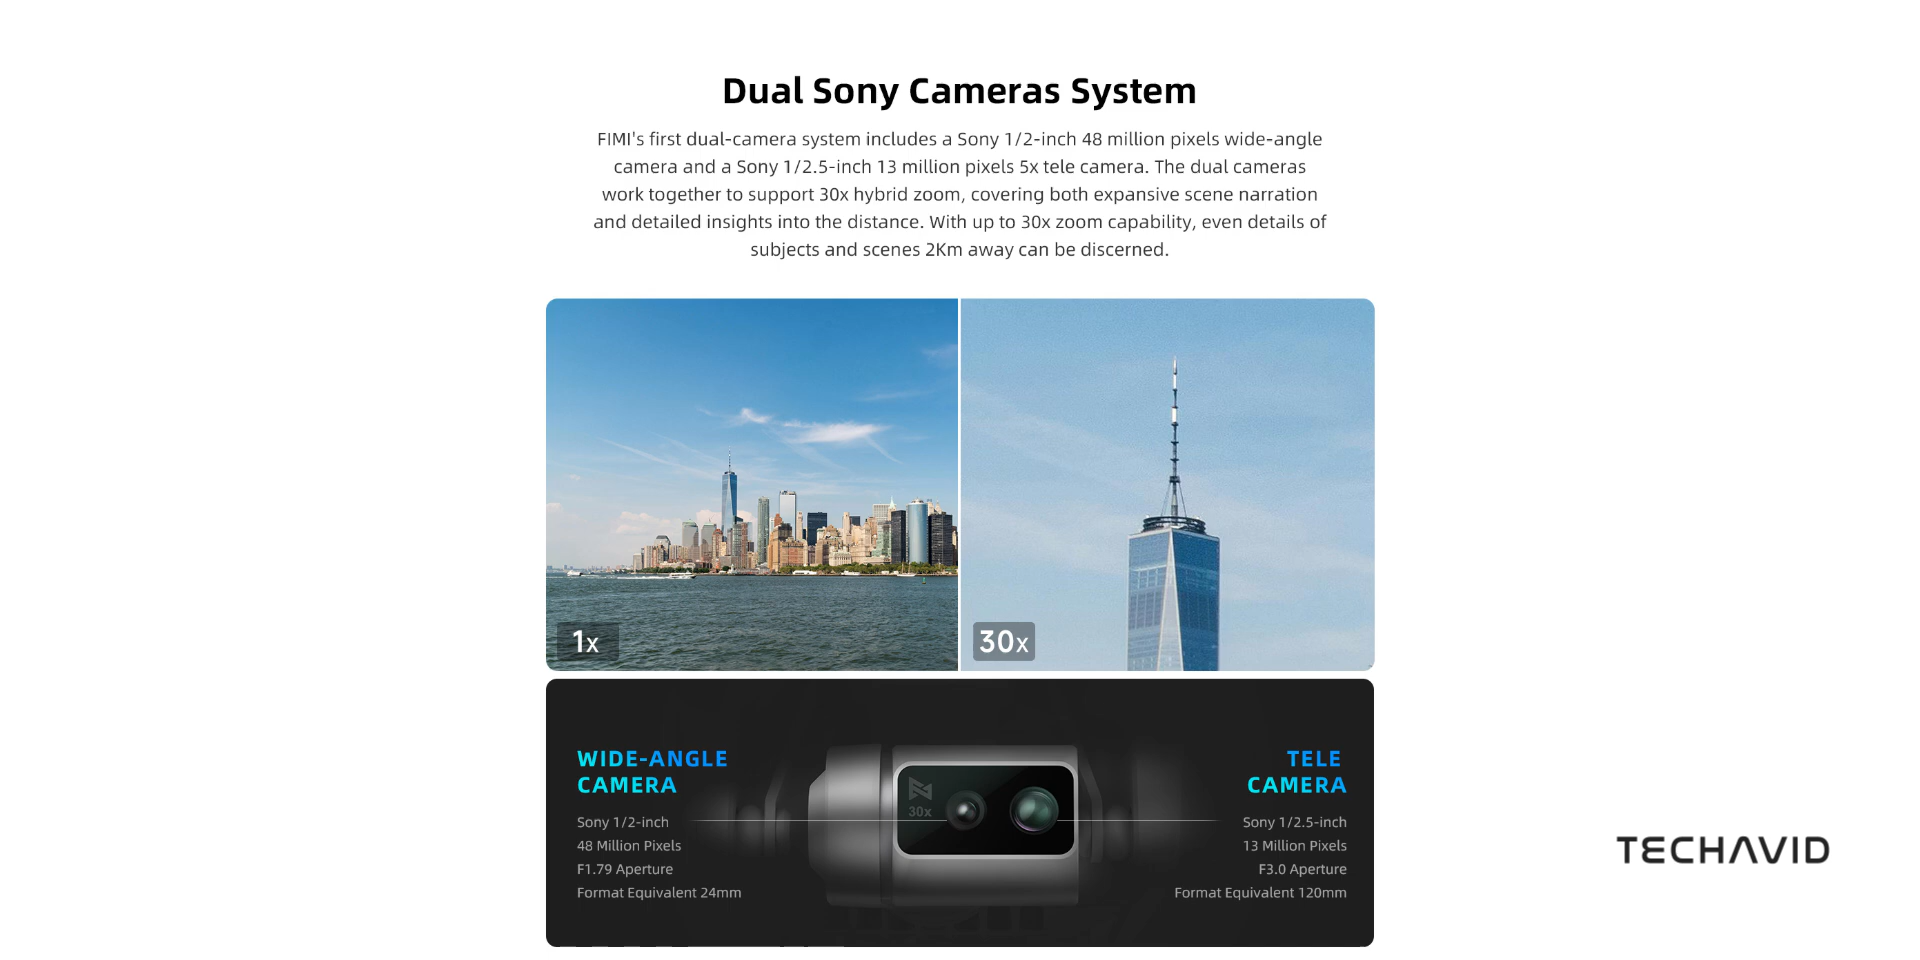 Dual Sony Cameras System
FIMI's first dual-camera system includes a Sony 1/2-inch 48 million pixels wide-angle
camera and a Sony 1/2.5-inch 13 million pixels 5x tele camera. The dual cameras
work together to support 30x hybrid zoom, covering both expansive scene narration
and detailed insights into the distance. With up to 30x zoom capability, even details of
subjects and scenes 2Km away can be discerned.
1x
30x
WIDE-ANGLE
CAMERA
Sony 1/2-inch
48 Million Pixels
F1.79 Aperture
Format Equivalent 24mm
30x
TELE
CAMERA
Sony 1/2.5-inch
13 Million Pixels
F3.0 Aperture
Format Equivalent 120mm
TECHAVID